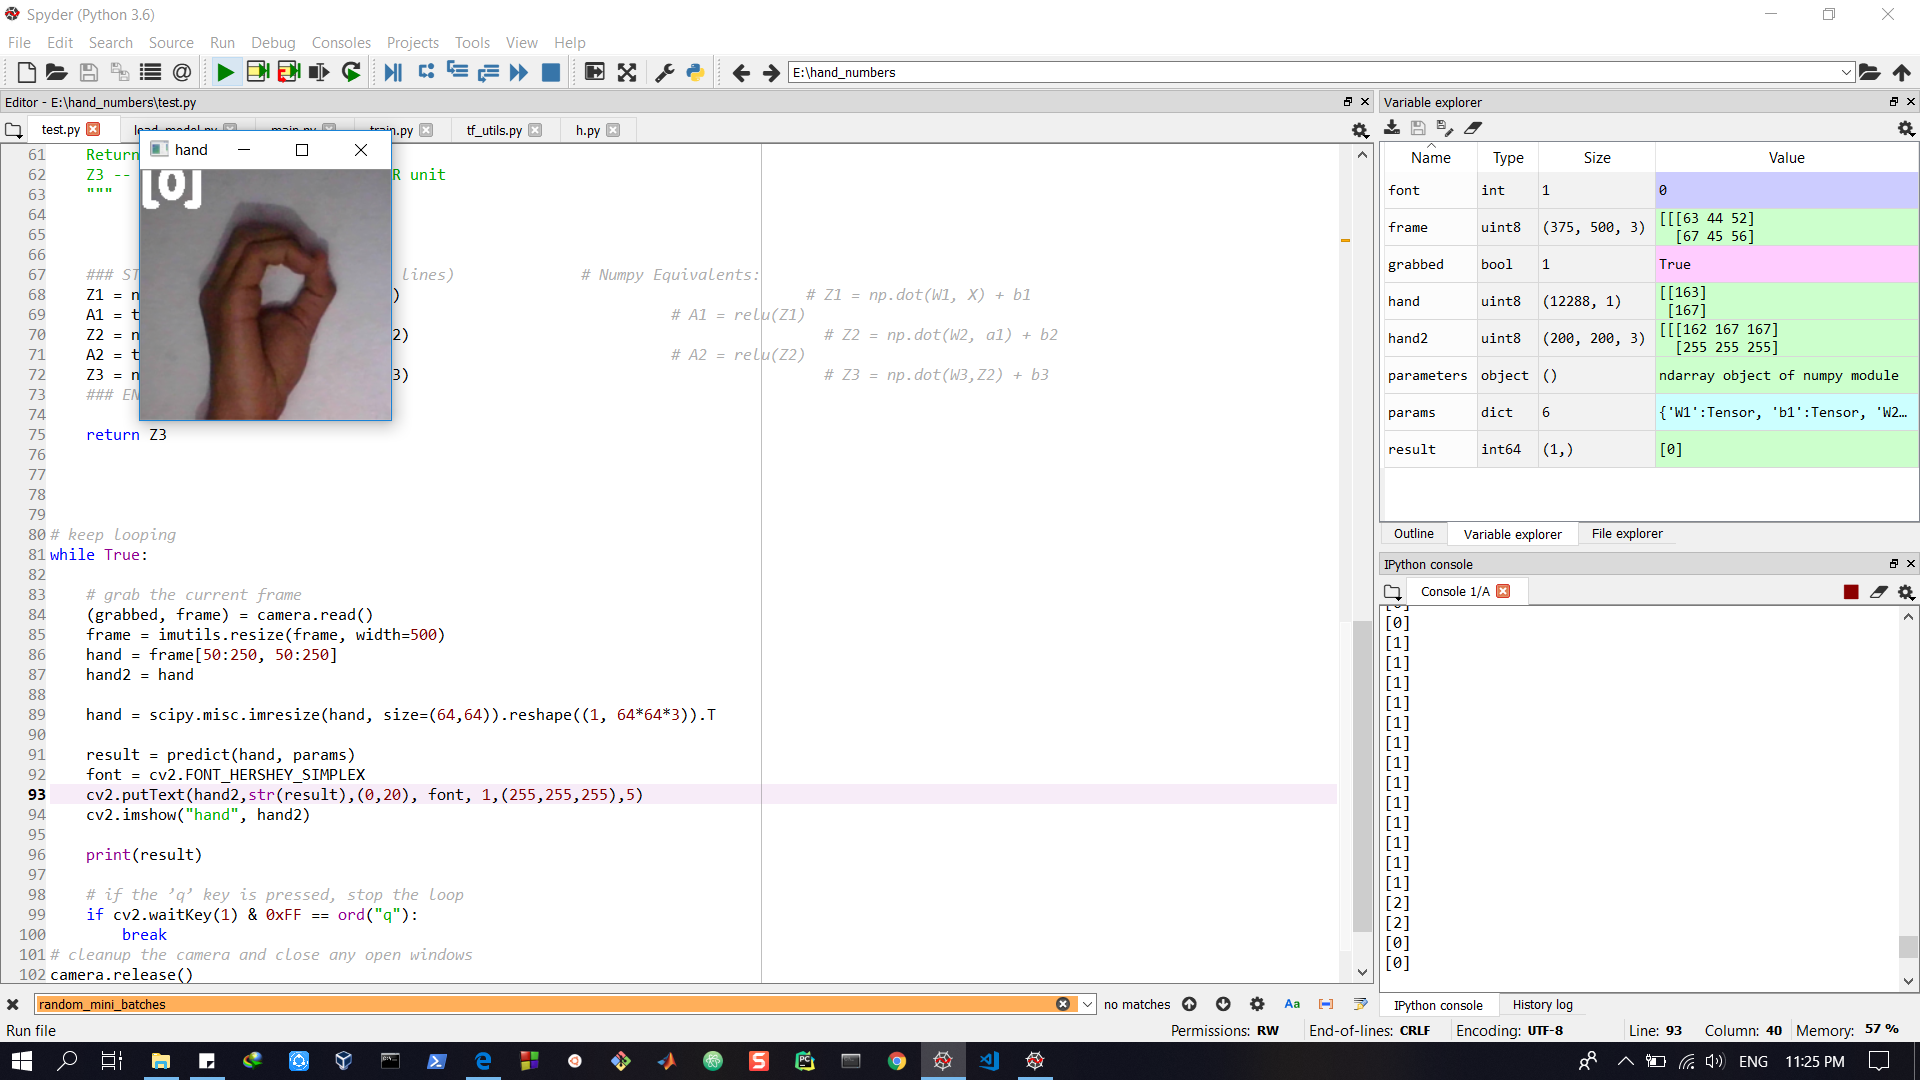 Spyder (Python 3.6)
File Edit Search Source Run Debug Consoles Projects Tools View Help
E:\hand_numbers
Editor - E:\hand_numbers\test.py
test.py load_model.py main.py train.py tf_utils.py h.py
hand
[0]
61 Return
62 Z3 -- R unit
63 """
64
65
66
67 ### ST lines) # Numpy Equivalents:
68 Z1 = n ) # Z1 = np.dot(W1, X) + b1
69 A1 = t # A1 = relu(Z1)
70 Z2 = n 2) # Z2 = np.dot(W2, a1) + b2
71 A2 = t # A2 = relu(Z2)
72 Z3 = n 3) # Z3 = np.dot(W3,Z2) + b3
73 ### EN
74
75 return Z3
76
77
78
79
80 # keep looping
81 while True:
82
83 # grab the current frame
84 (grabbed, frame) = camera.read()
85 frame = imutils.resize(frame, width=500)
86 hand = frame[50:250, 50:250]
87 hand2 = hand
88
89 hand = scipy.misc.imresize(hand, size=(64,64)).reshape((1, 64*64*3)).T
90
91 result = predict(hand, params)
92 font = cv2.FONT_HERSHEY_SIMPLEX
93 cv2.putText(hand2,str(result),(0,20), font, 1,(255,255,255),5)
94 cv2.imshow("hand", hand2)
95
96 print(result)
97
98 # if the ’q’ key is pressed, stop the loop
99 if cv2.waitKey(1) & 0xFF == ord("q"):
100 break
101 # cleanup the camera and close any open windows
102 camera.release()
random_mini_batches no matches Aa
Variable explorer
Name Type Size Value
font int 1 0
frame uint8 (375, 500, 3) [[[63 44 52]
[67 45 56]
grabbed bool 1 True
hand uint8 (12288, 1) [[163]
[167]
hand2 uint8 (200, 200, 3) [[[162 167 167]
[255 255 255]
parameters object () ndarray object of numpy module
params dict 6 {'W1':Tensor, 'b1':Tensor, 'W2…
result int64 (1,) [0]
Outline Variable explorer File explorer
IPython console
Console 1/A
[0]
[0]
[1]
[1]
[1]
[1]
[1]
[1]
[1]
[1]
[1]
[1]
[1]
[1]
[1]
[2]
[2]
[0]
[0]
IPython console History log
Run file Permissions: RW End-of-lines: CRLF Encoding: UTF-8 Line: 93 Column: 40 Memory: 57 %
ENG 11:25 PM